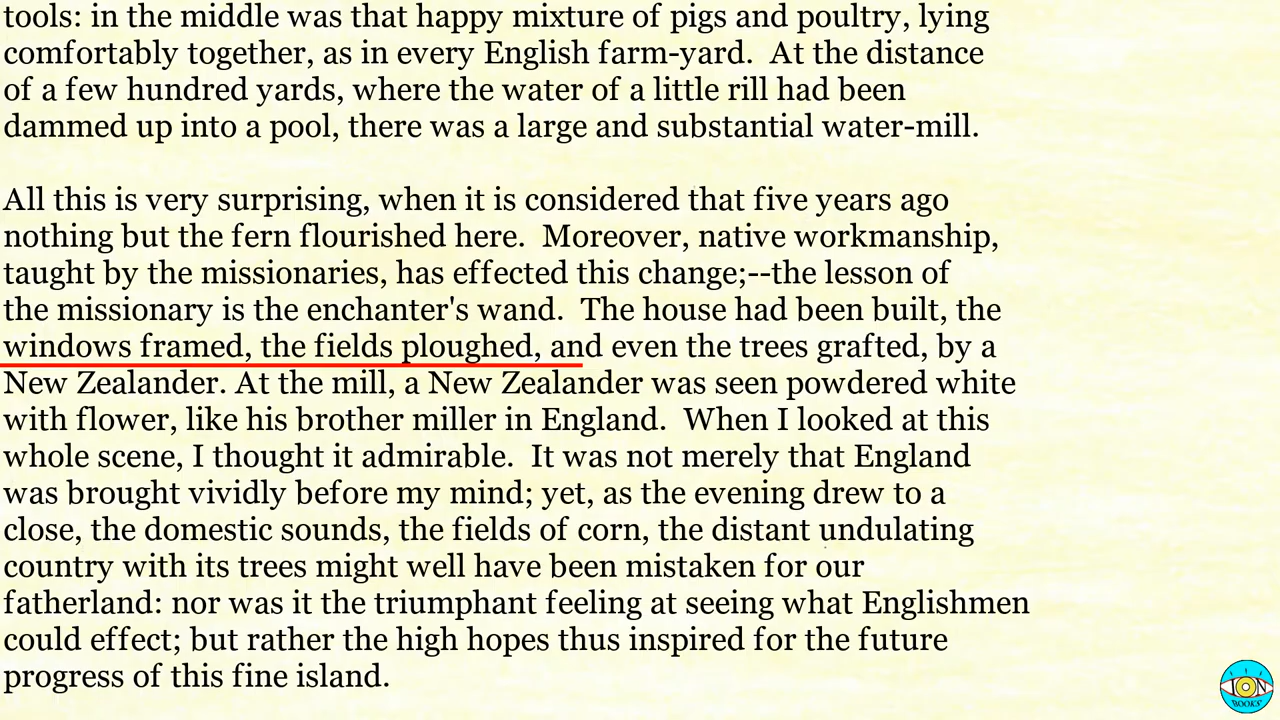 tools: in the middle was that happy mixture of pigs and poultry, lying
comfortably together, as in every English farm-yard.  At the distance
of a few hundred yards, where the water of a little rill had been
dammed up into a pool, there was a large and substantial water-mill.

All this is very surprising, when it is considered that five years ago
nothing but the fern flourished here.  Moreover, native workmanship,
taught by the missionaries, has effected this change;--the lesson of
the missionary is the enchanter's wand.  The house had been built, the
windows framed, the fields ploughed, and even the trees grafted, by a
New Zealander. At the mill, a New Zealander was seen powdered white
with flower, like his brother miller in England.  When I looked at this
whole scene, I thought it admirable.  It was not merely that England
was brought vividly before my mind; yet, as the evening drew to a
close, the domestic sounds, the fields of corn, the distant undulating
country with its trees might well have been mistaken for our
fatherland: nor was it the triumphant feeling at seeing what Englishmen
could effect; but rather the high hopes thus inspired for the future
progress of this fine island.
ION
BOOKS